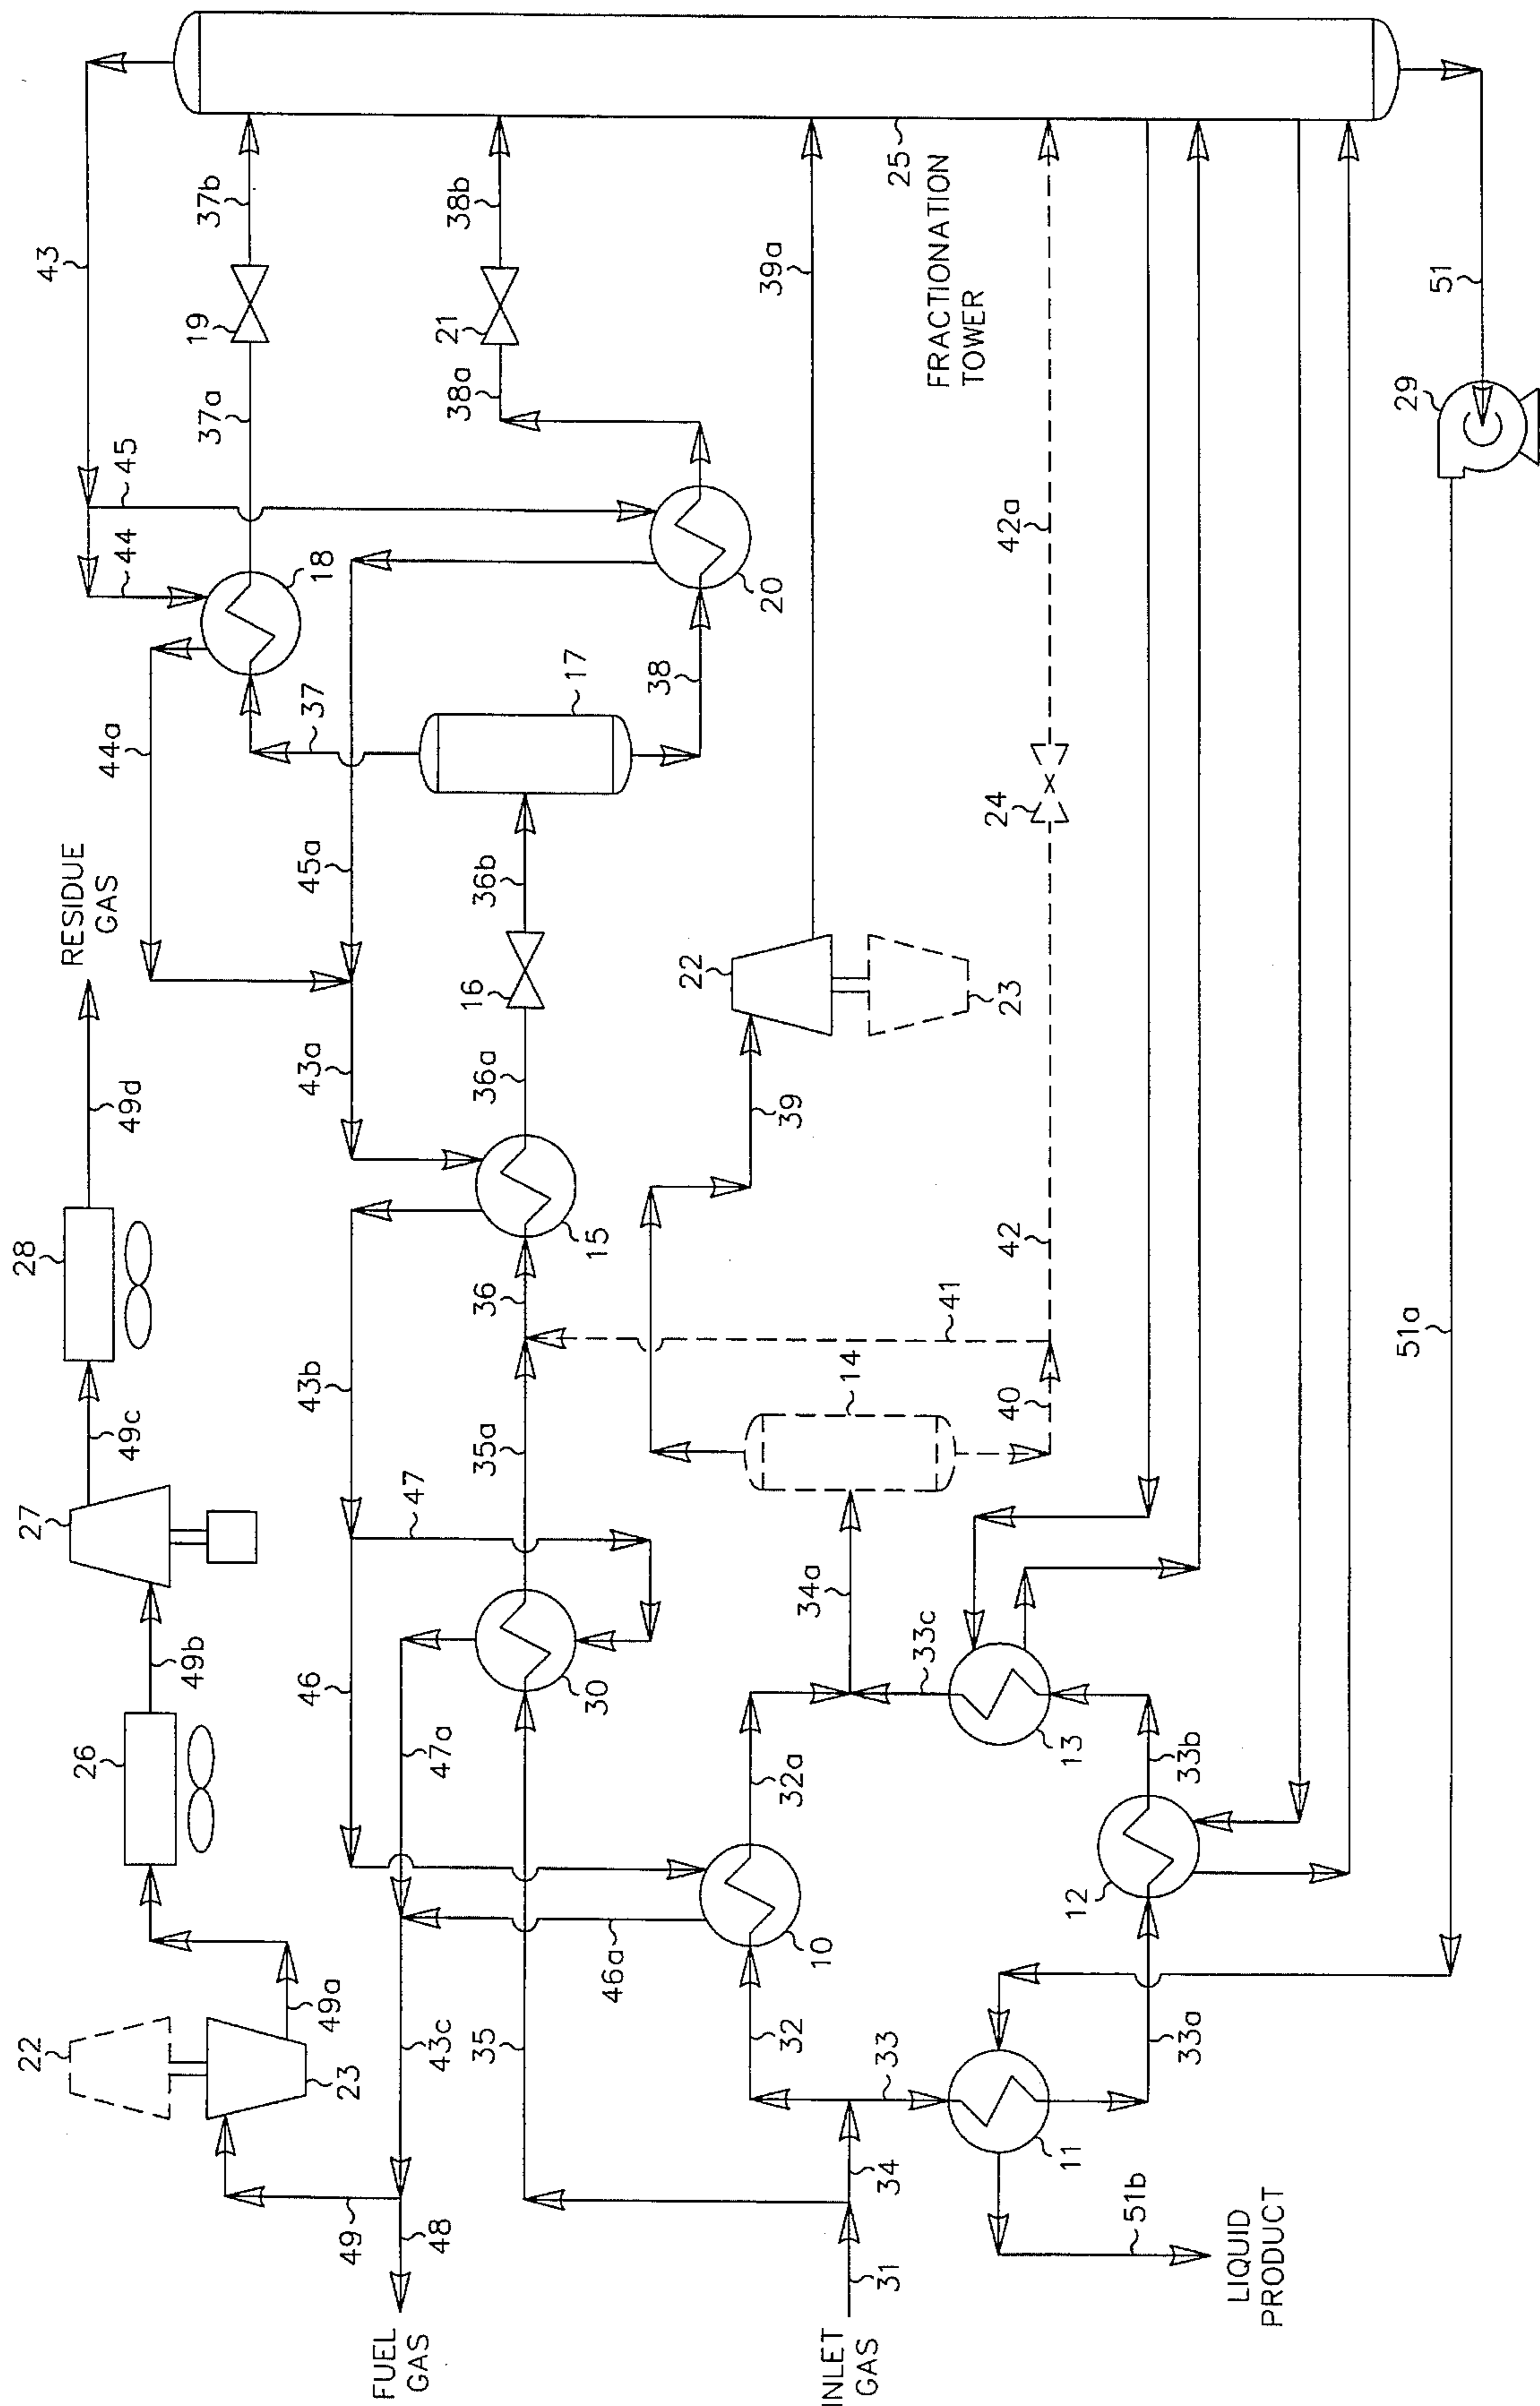 RESIDUE
GAS
49d
28
49c
27
49b
26
49a
22
23
49
48
FUEL
GAS
43
37b
19
37a
45
44
18
44a
37
45a
43a
43b
47
46
47a
43c
38b
21
38a
20
38
17
36b
16
36a
15
36
35a
30
35
46a
39a
25
FRACTIONATION
TOWER
22
23
39
42a
24
42
41
40
14
34a
33c
13
33b
32a
10
32
33
12
33a
11
34
31
INLET
GAS
51
29
51a
51b
LIQUID
PRODUCT